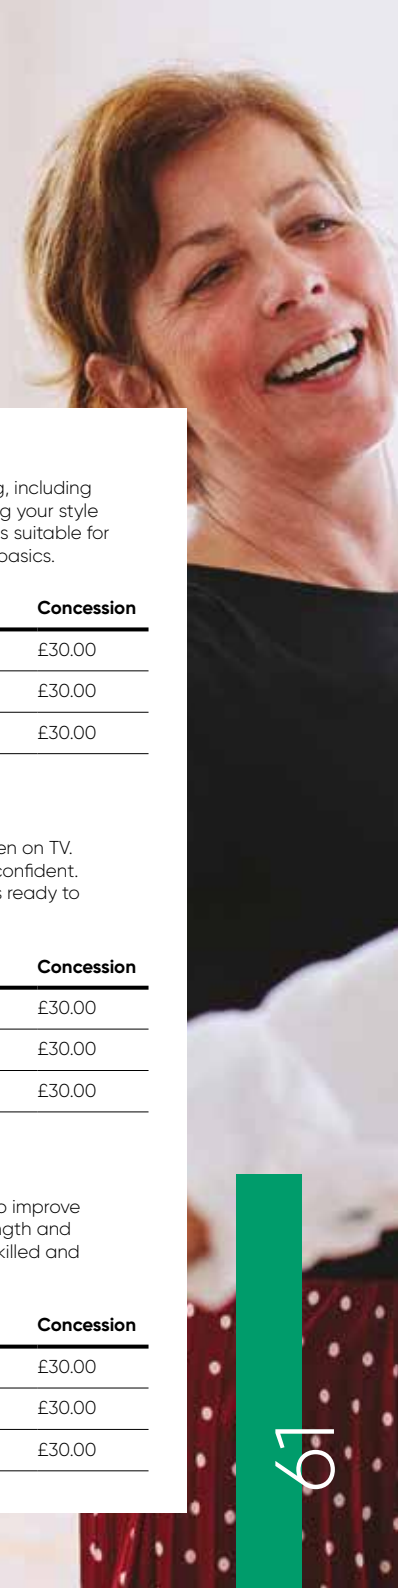 g, including
g your style
s suitable for
basics.
Concession
£30.00
£30.00
£30.00
en on TV.
confident.
s ready to
Concession
£30.00
£30.00
£30.00
o improve
ngth and
killed and
Concession
£30.00
£30.00
£30.00
61